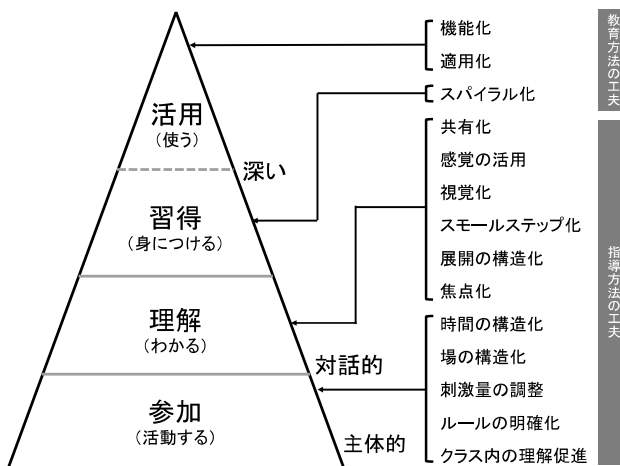 活用
(使う)
深い
習得
(身につける)
理解
(わかる)
対話的
参加
(活動する)
主体的
機能化
適用化
スパイラル化
共有化
感覚の活用
視覚化
スモールステップ化
展開の構造化
焦点化
時間の構造化
場の構造化
刺激量の調整
ルールの明確化
クラス内の理解促進
教育方法の工夫
指導方法の工夫